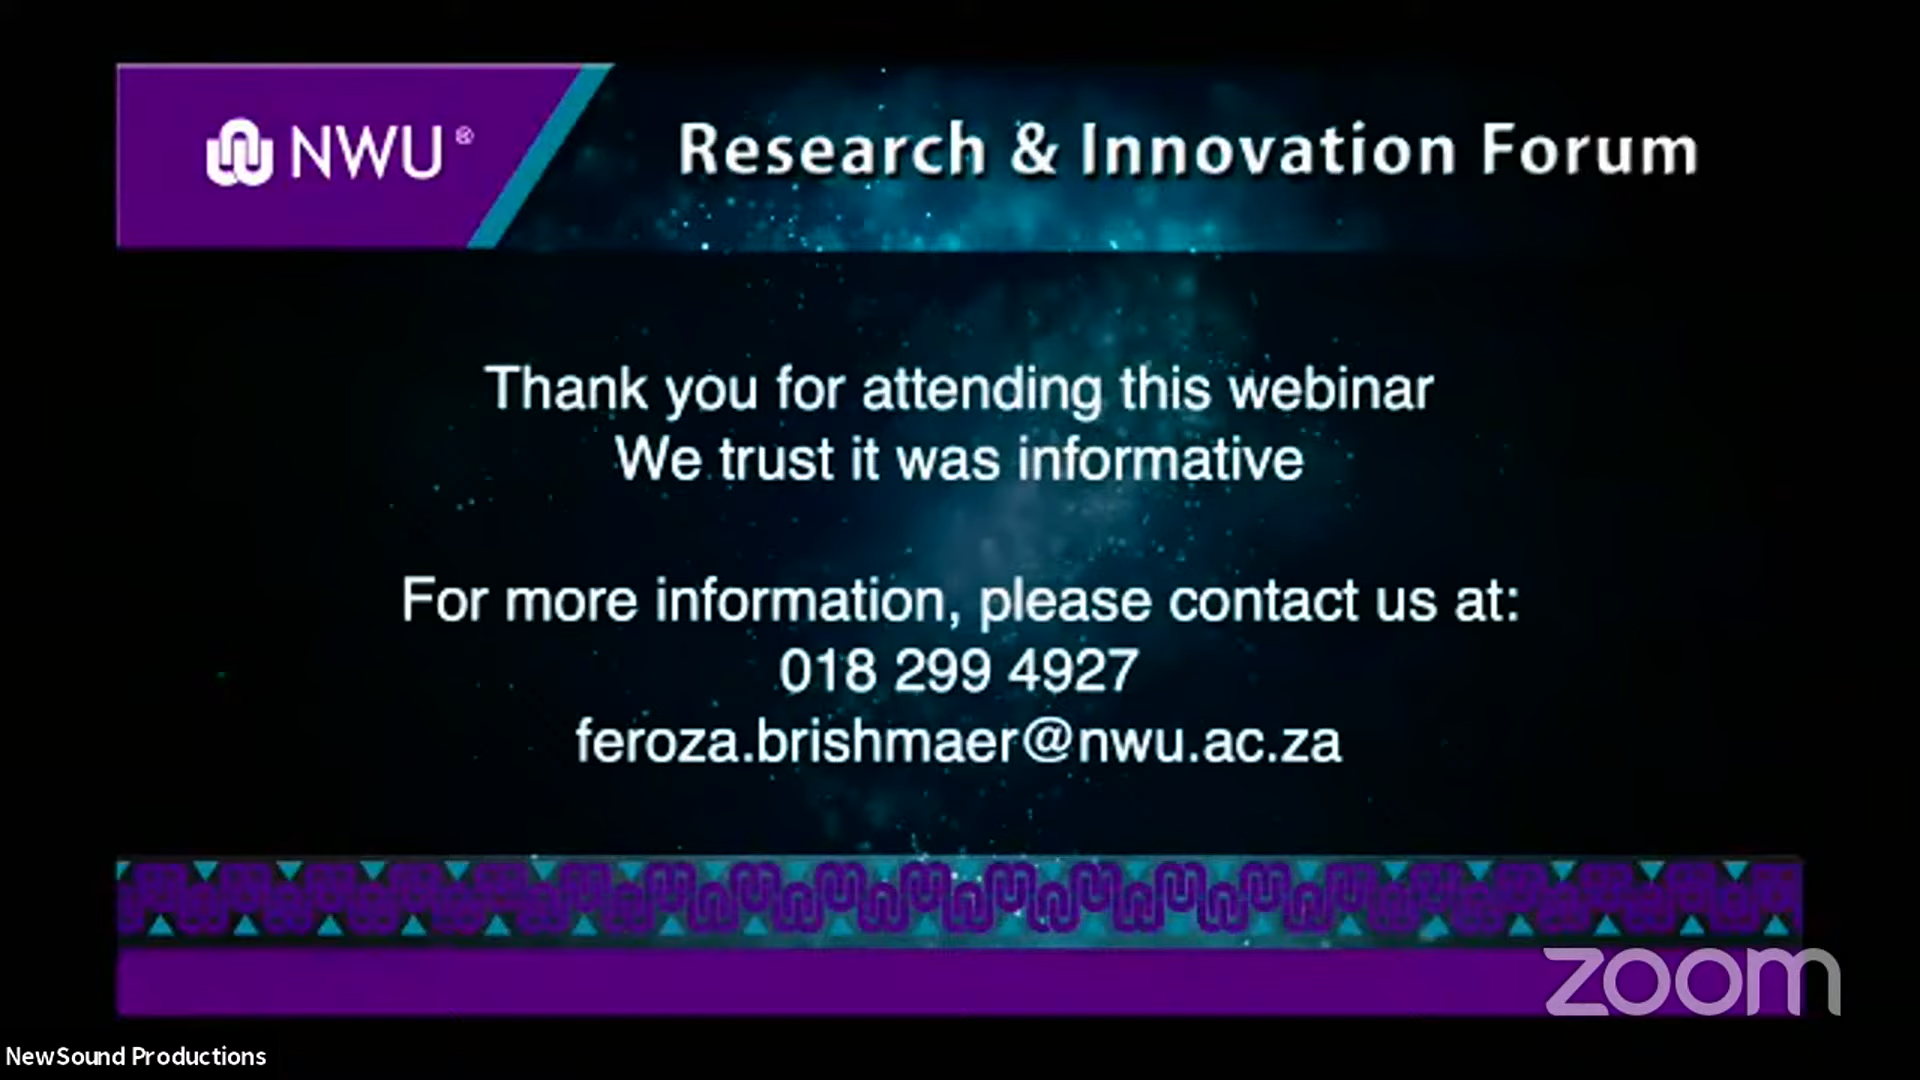 NWU®
Research & Innovation Forum
Thank you for attending this webinar
We trust it was informative
For more information, please contact us at:
018 299 4927
feroza.brishmaer@nwu.ac.za
zoom
NewSound Productions